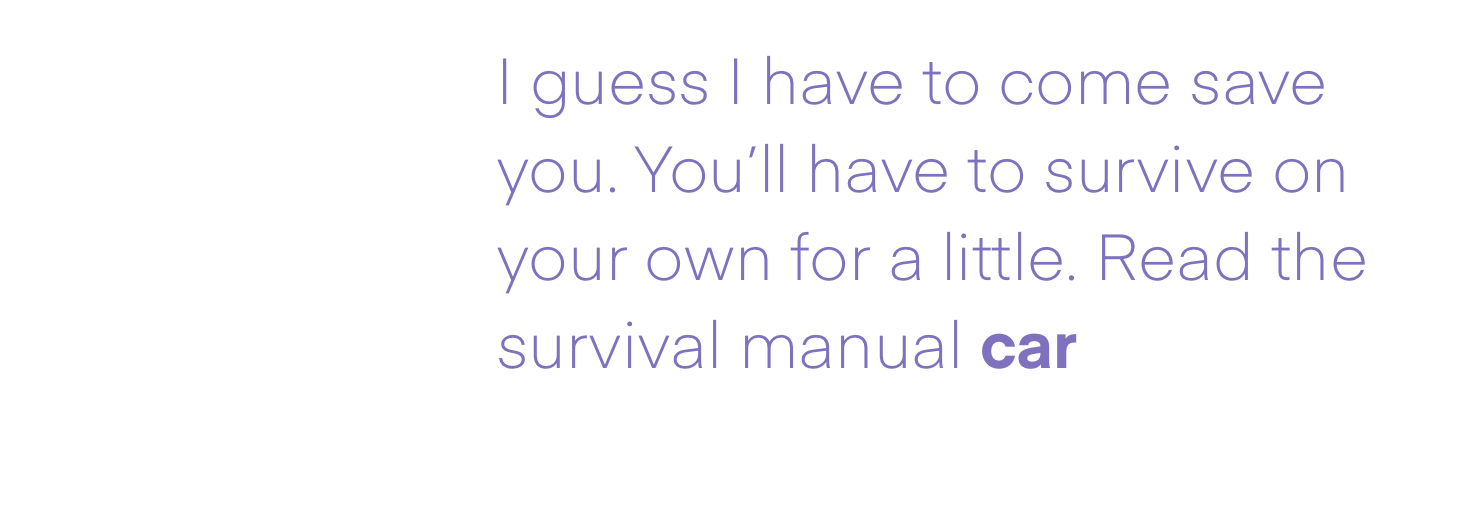 I guess I have to come save
you. You’ll have to survive on
your own for a little. Read the
survival manual car